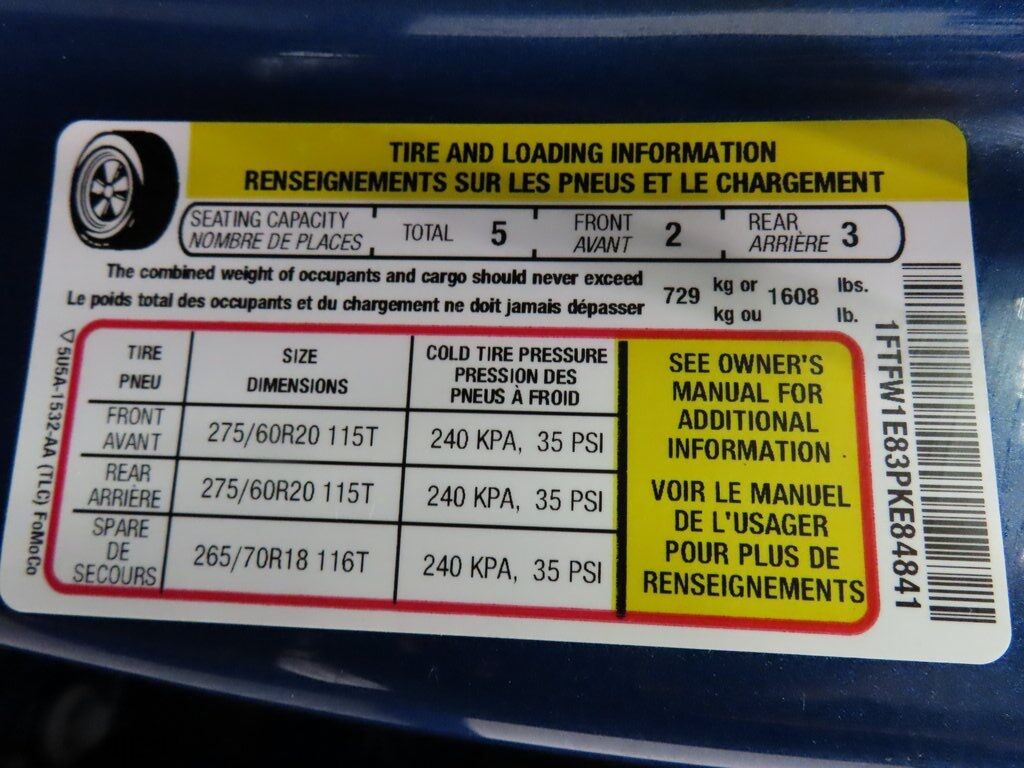 TIRE AND LOADING INFORMATION
RENSEIGNEMENTS SUR LES PNEUS ET LE CHARGEMENT
SEATING CAPACITY
NOMBRE DE PLACES
TOTAL 5
FRONT
AVANT
2
REAR
ARRIÈRE
3
The combined weight of occupants and cargo should never exceed
Le poids total des occupants et du chargement ne doit jamais dépasser
729
kg or
kg ou
1608
lbs.
lb.
TIRE
PNEU
SIZE
DIMENSIONS
COLD TIRE PRESSURE
PRESSION DES
PNEUS À FROID
FRONT
AVANT
275/60R20 115T
240 KPA, 35 PSI
REAR
ARRIÈRE
275/60R20 115T
240 KPA, 35 PSI
SPARE
DE
SECOURS
265/70R18 116T
240 KPA, 35 PSI
SEE OWNER'S
MANUAL FOR
ADDITIONAL
INFORMATION
VOIR LE MANUEL
DE L'USAGER
POUR PLUS DE
RENSEIGNEMENTS
5U5A-1532-AA (TLC) FoMoCo
1FTFW1E83PKE84841